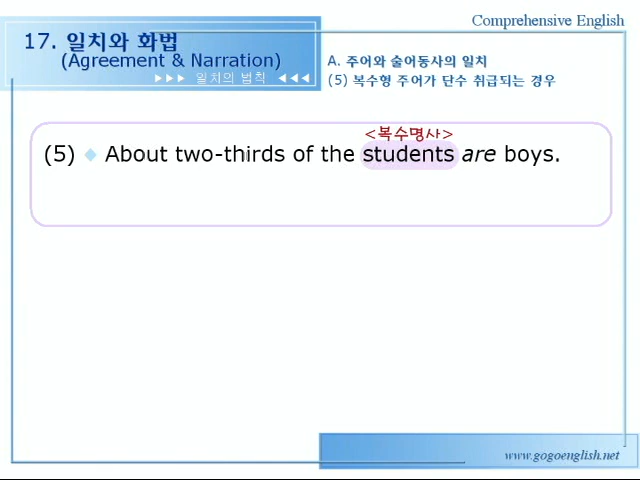 Comprehensive English
17. 일치와 화법
(Agreement & Narration)
▶▶▶ 일치의 법칙 ◀◀◀
A. 주어와 술어동사의 일치
(5) 복수형 주어가 단수 취급되는 경우
<복수명사>
(5) ◆ About two-thirds of the students are boys.
www.gogoenglish.net